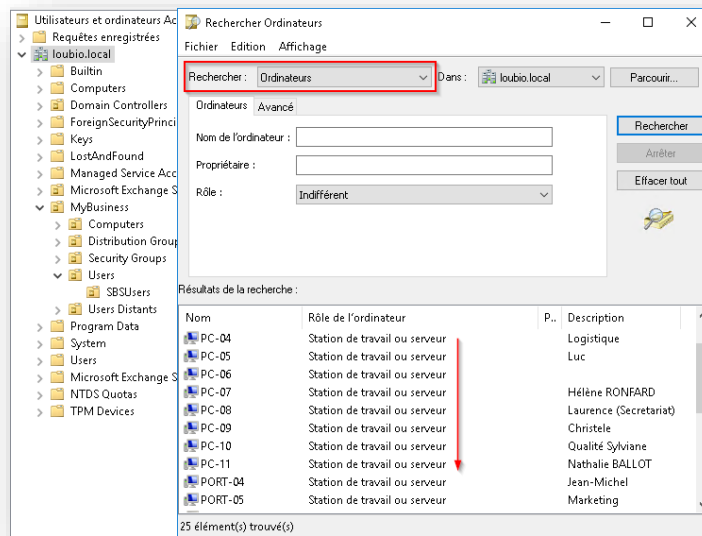 Utilisateurs et ordinateurs Ac
Requêtes enregistrées
loubio.local
Builtin
Computers
Domain Controllers
ForeignSecurityPrinci
Keys
LostAndFound
Managed Service Acc
Microsoft Exchange S
MyBusiness
Computers
Distribution Group
Security Groups
Users
SBSUsers
Users Distants
Program Data
System
Users
Microsoft Exchange S
NTDS Quotas
TPM Devices
Rechercher Ordinateurs
Fichier Edition Affichage
Rechercher : Ordinateurs Dans : loubio.local Parcourir...
Ordinateurs Avancé
Nom de l'ordinateur :
Propriétaire :
Rôle : Indifférent
Rechercher
Arrêter
Effacer tout
Résultats de la recherche :
Nom Rôle de l'ordinateur P.. Description
PC-04 Station de travail ou serveur Logistique
PC-05 Station de travail ou serveur Luc
PC-06 Station de travail ou serveur
PC-07 Station de travail ou serveur Hélène RONFARD
PC-08 Station de travail ou serveur Laurence (Secretariat)
PC-09 Station de travail ou serveur Christele
PC-10 Station de travail ou serveur Qualité Sylviane
PC-11 Station de travail ou serveur Nathalie BALLOT
PORT-04 Station de travail ou serveur Jean-Michel
PORT-05 Station de travail ou serveur Marketing
25 élément(s) trouvé(s)